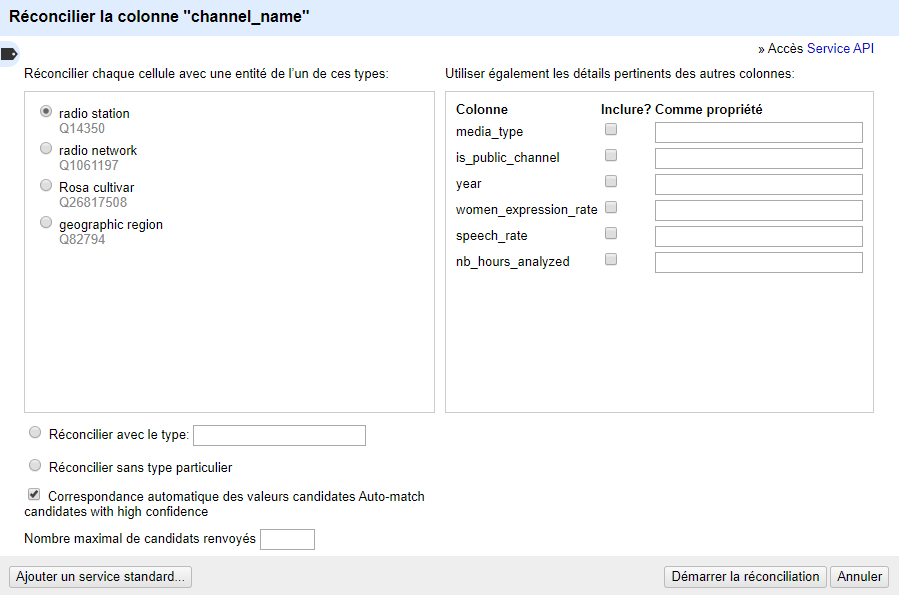 Réconcilier la colonne "channel_name"
» Accès Service API
Réconcilier chaque cellule avec une entité de l'un de ces types:
radio station
Q14350
radio network
Q1061197
Rosa cultivar
Q26817508
geographic region
Q82794
Utiliser également les détails pertinents des autres colonnes:
Colonne Inclure? Comme propriété
media_type
is_public_channel
year
women_expression_rate
speech_rate
nb_hours_analyzed
Réconcilier avec le type:
Réconcilier sans type particulier
Correspondance automatique des valeurs candidates Auto-match
candidates with high confidence
Nombre maximal de candidats renvoyés
Ajouter un service standard... Démarrer la réconciliation Annuler